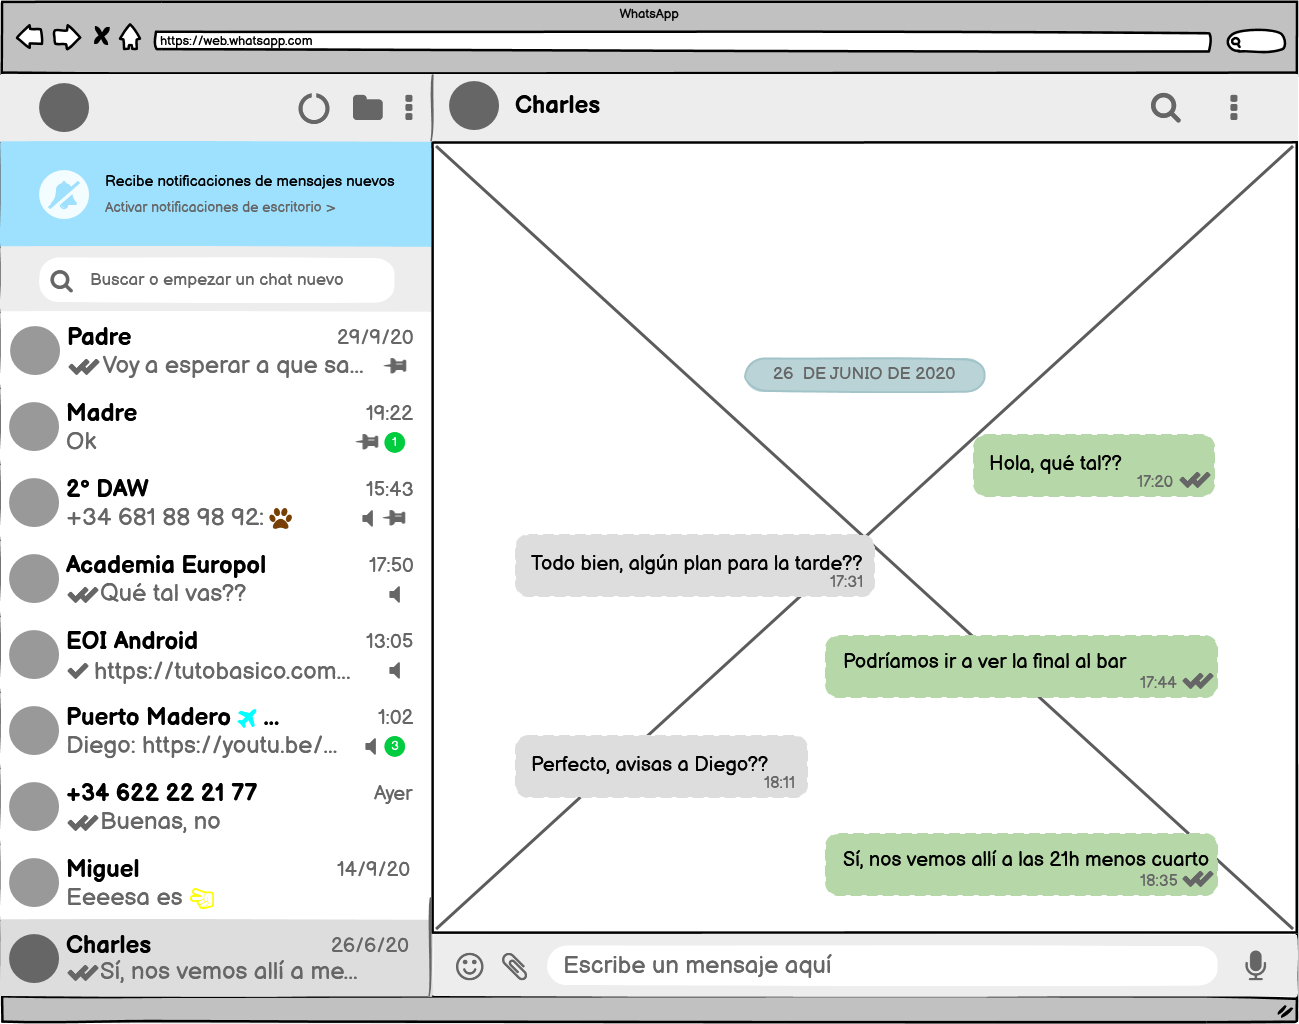 WhatsApp
https://web.whatsapp.com
Recibe notificaciones de mensajes nuevos
Activar notificaciones de escritorio >
Buscar o empezar un chat nuevo
Padre 29/9/20
Voy a esperar a que sa...
Madre 19:22
Ok 1
2° DAW 15:43
+34 681 88 98 92:
Academia Europol 17:50
Qué tal vas??
EOI Android 13:05
https://tutobasico.com...
Puerto Madero ... 1:02
Diego: https://youtu.be/... 3
+34 622 22 21 77 Ayer
Buenas, no
Miguel 14/9/20
Eeeesa es
Charles 26/6/20
Sí, nos vemos allí a me...
Charles
26 DE JUNIO DE 2020
Hola, qué tal??
17:20
Todo bien, algún plan para la tarde??
17:31
Podríamos ir a ver la final al bar
17:44
Perfecto, avisas a Diego??
18:11
Sí, nos vemos allí a las 21h menos cuarto
18:35
Escribe un mensaje aquí